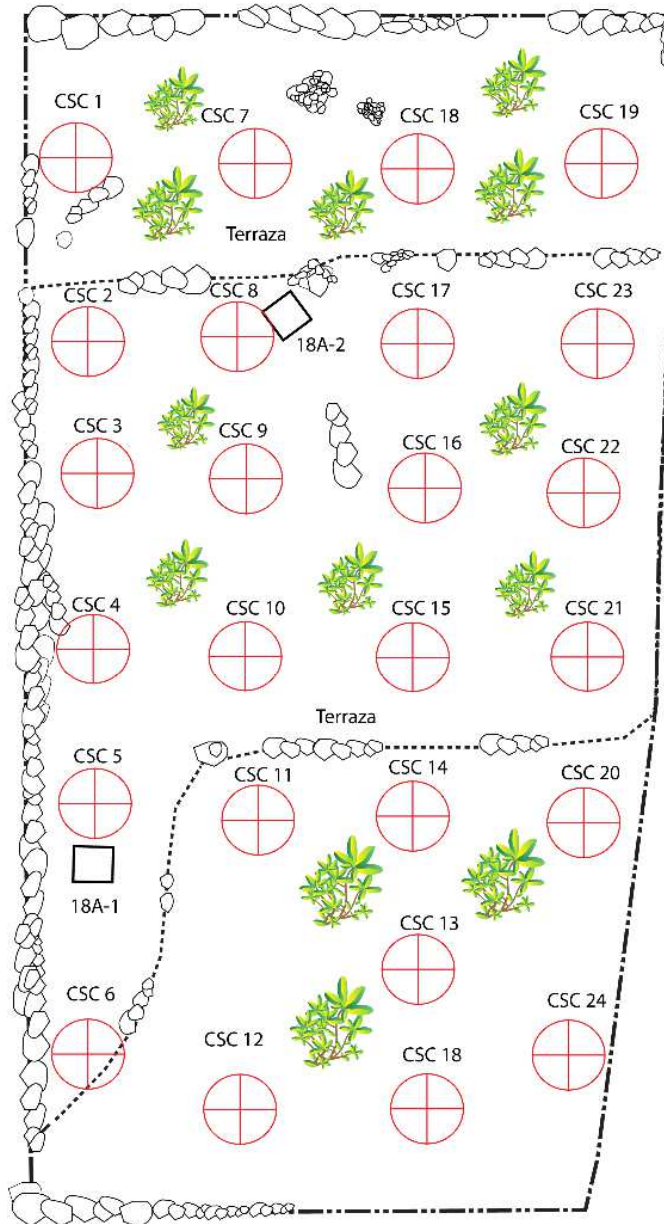 CSC 1
CSC 7
CSC 18
CSC 19
Terraza
CSC 2
CSC 8
CSC 17
CSC 23
18A-2
CSC 3
CSC 9
CSC 16
CSC 22
CSC 4
CSC 10
CSC 15
CSC 21
Terraza
CSC 5
CSC 11
CSC 14
CSC 20
18A-1
CSC 13
CSC 6
CSC 12
CSC 18
CSC 24